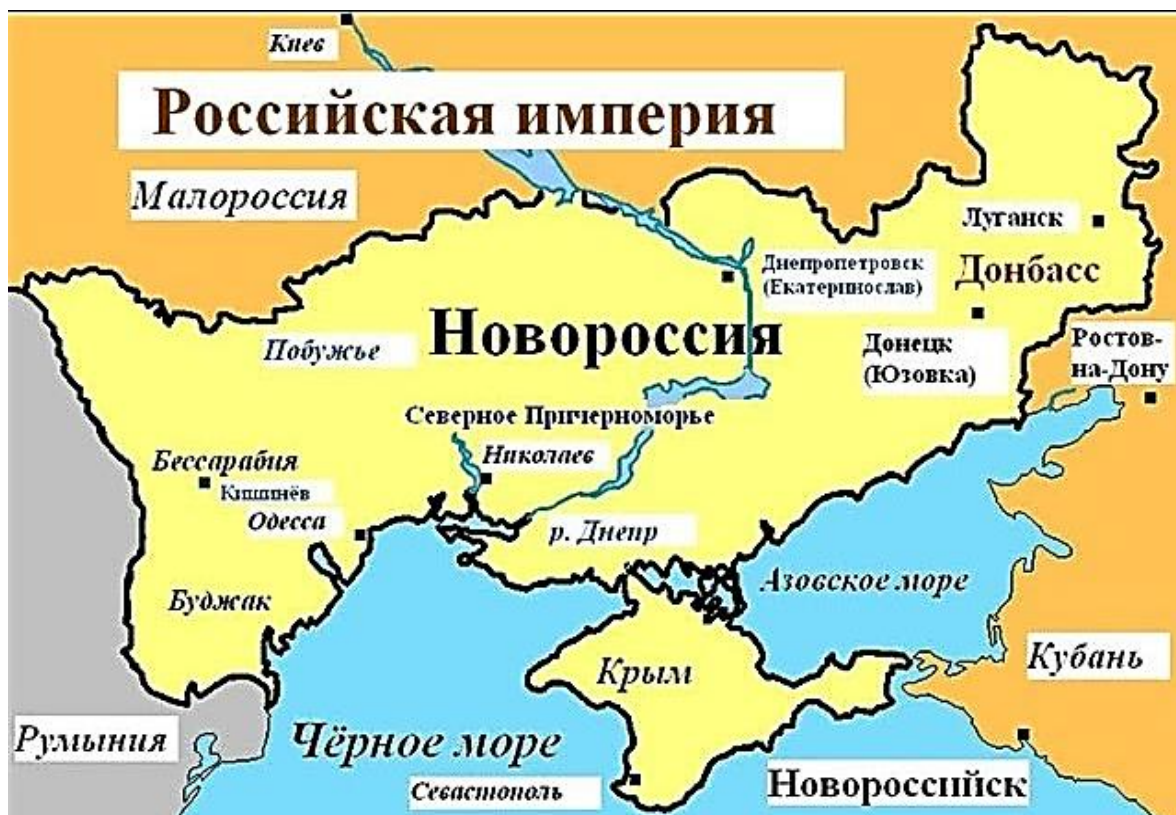 Киев
Российская империя
Малороссия
Луганск
Днепропетровск
(Екатеринослав)
Донбасс
Новороссия
Побужье
Донецк
(Юзовка)
Ростов-
на-Дону
Северное Причерноморье
Николаев
Бессарабия
Кишинёв
Одесса
р. Днепр
Азовское море
Буджак
Крым
Кубань
Румыния
Чёрное море
Севастополь
Новороссийск